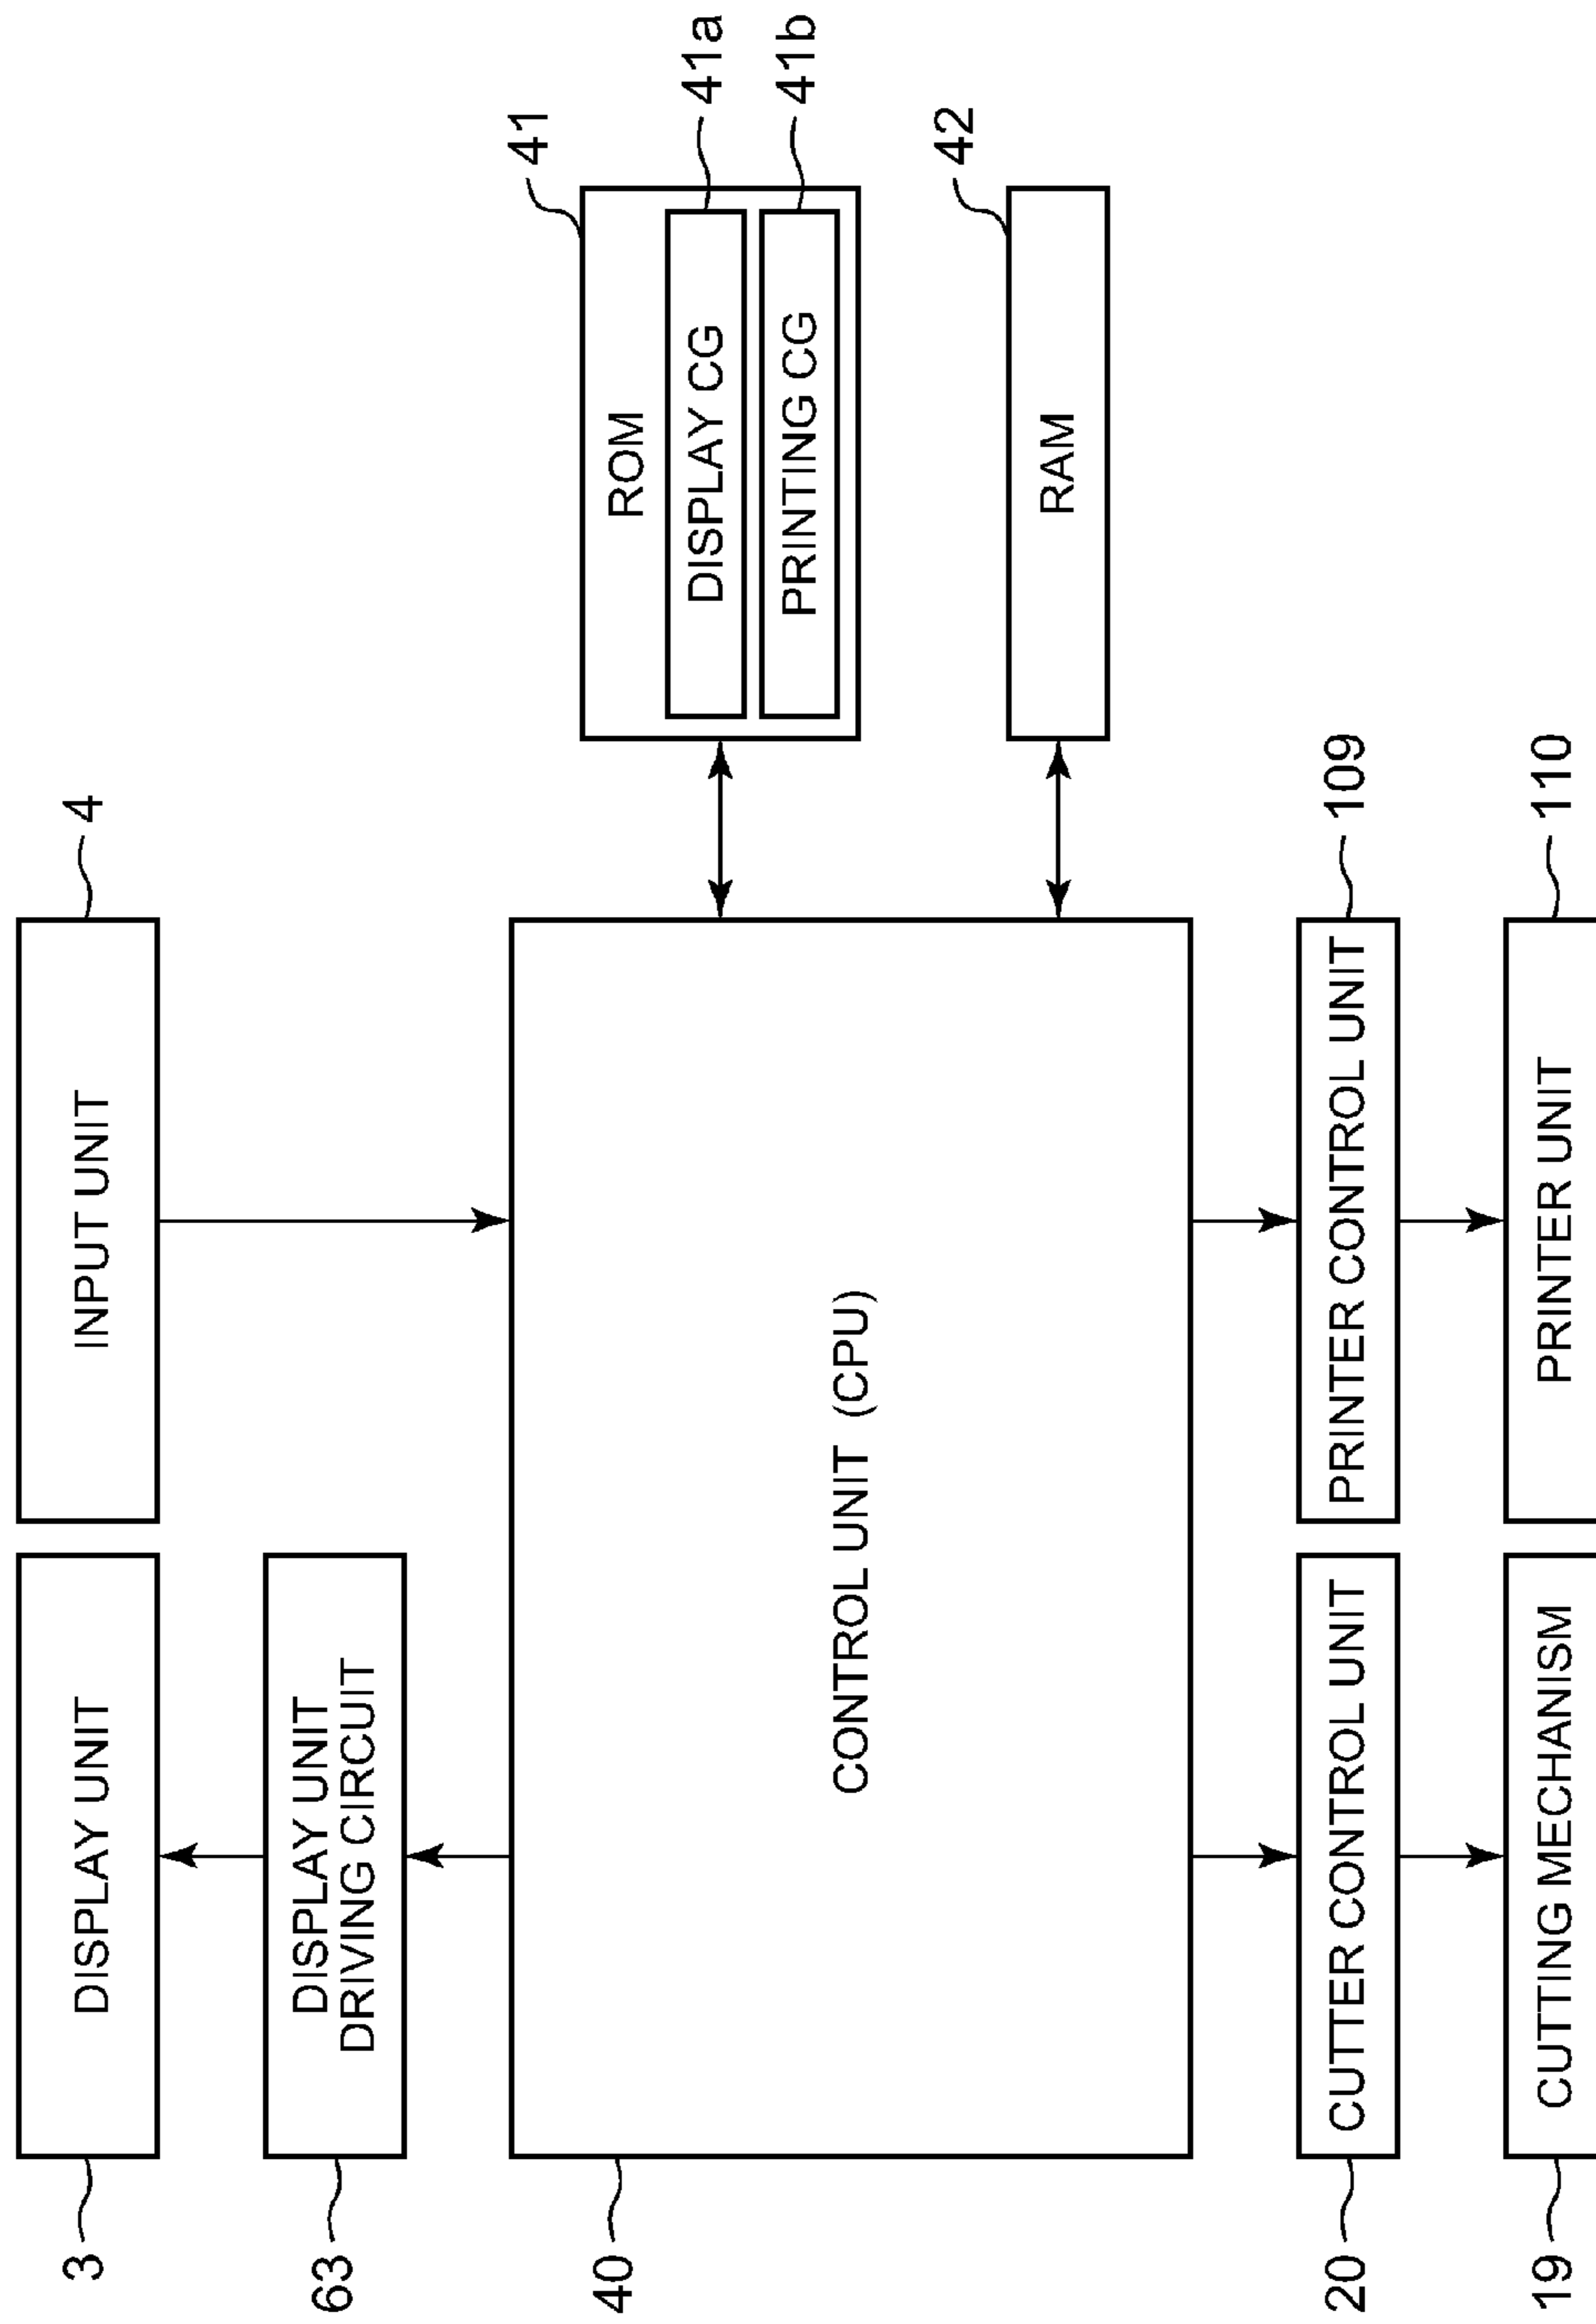 3
DISPLAY UNIT
INPUT UNIT
4
63
DISPLAY UNIT
DRIVING CIRCUIT
40
CONTROL UNIT (CPU)
41
ROM
DISPLAY CG
41a
PRINTING CG
41b
42
RAM
20
CUTTER CONTROL UNIT
PRINTER CONTROL UNIT
109
19
CUTTING MECHANISM
PRINTER UNIT
110